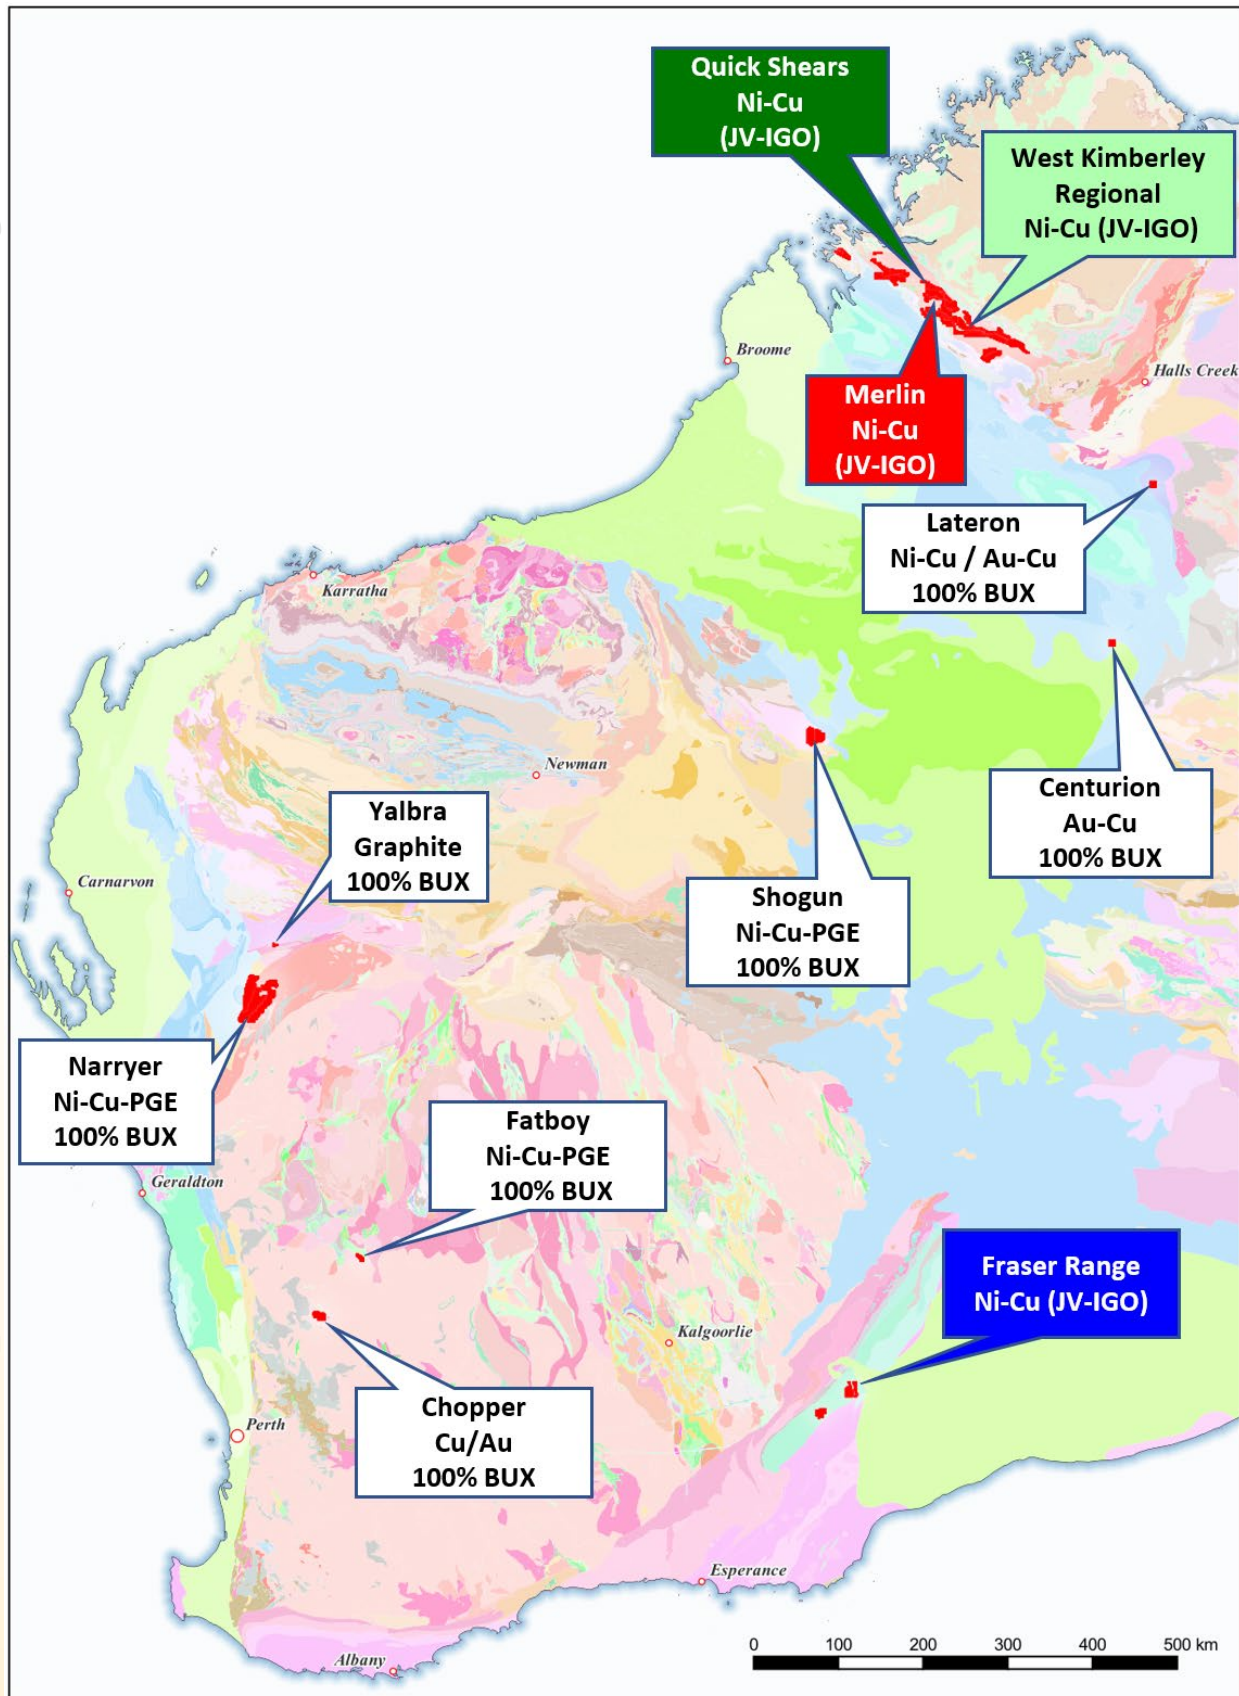 Quick Shears
Ni-Cu
(JV-IGO)
West Kimberley
Regional
Ni-Cu (JV-IGO)
Broome
Halls Creek
Merlin
Ni-Cu
(JV-IGO)
Lateron
Ni-Cu / Au-Cu
100% BUX
Karratha
Newman
Centurion
Au-Cu
100% BUX
Yalbra
Graphite
100% BUX
Carnarvon
Shogun
Ni-Cu-PGE
100% BUX
Narryer
Ni-Cu-PGE
100% BUX
Fatboy
Ni-Cu-PGE
100% BUX
Geraldton
Fraser Range
Ni-Cu (JV-IGO)
Kalgoorlie
Chopper
Cu/Au
100% BUX
Perth
Esperance
Albany
0 100 200 300 400 500 km